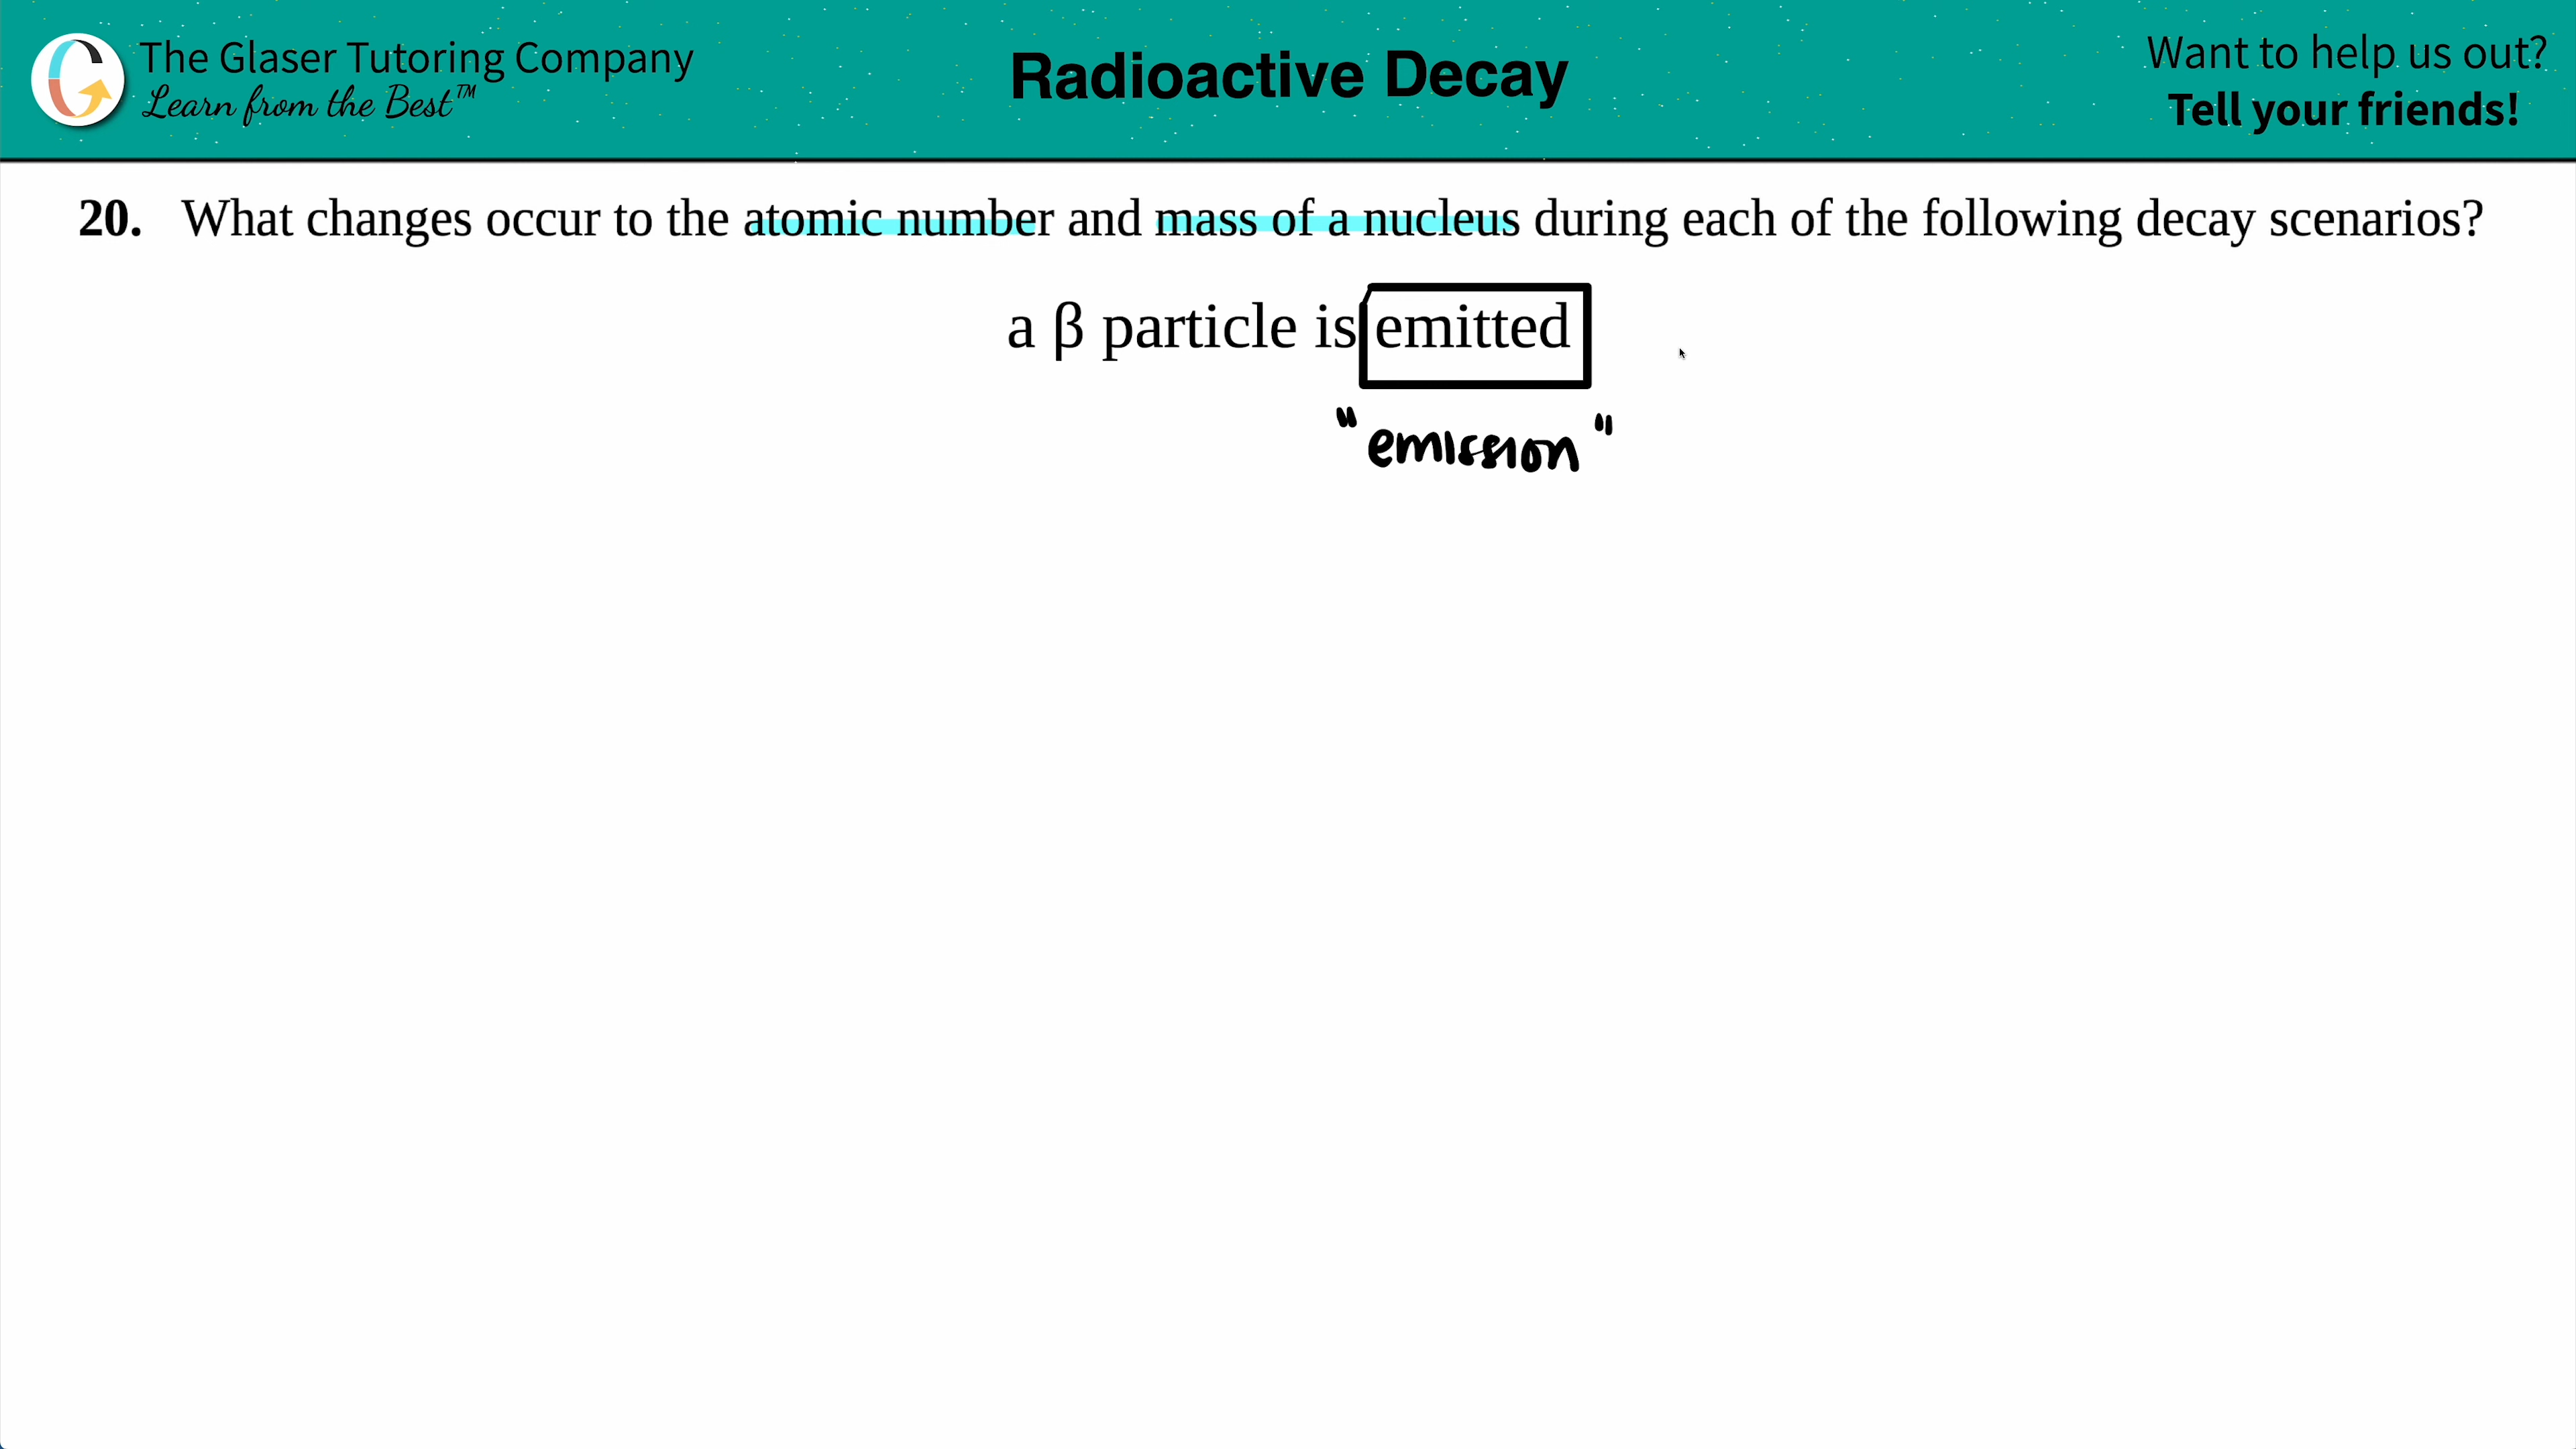 The Glaser Tutoring Company
Learn from the Best™
Radioactive Decay
Want to help us out?
Tell your friends!
20. What changes occur to the atomic number and mass of a nucleus during each of the following decay scenarios?
a β particle is emitted
"emission"